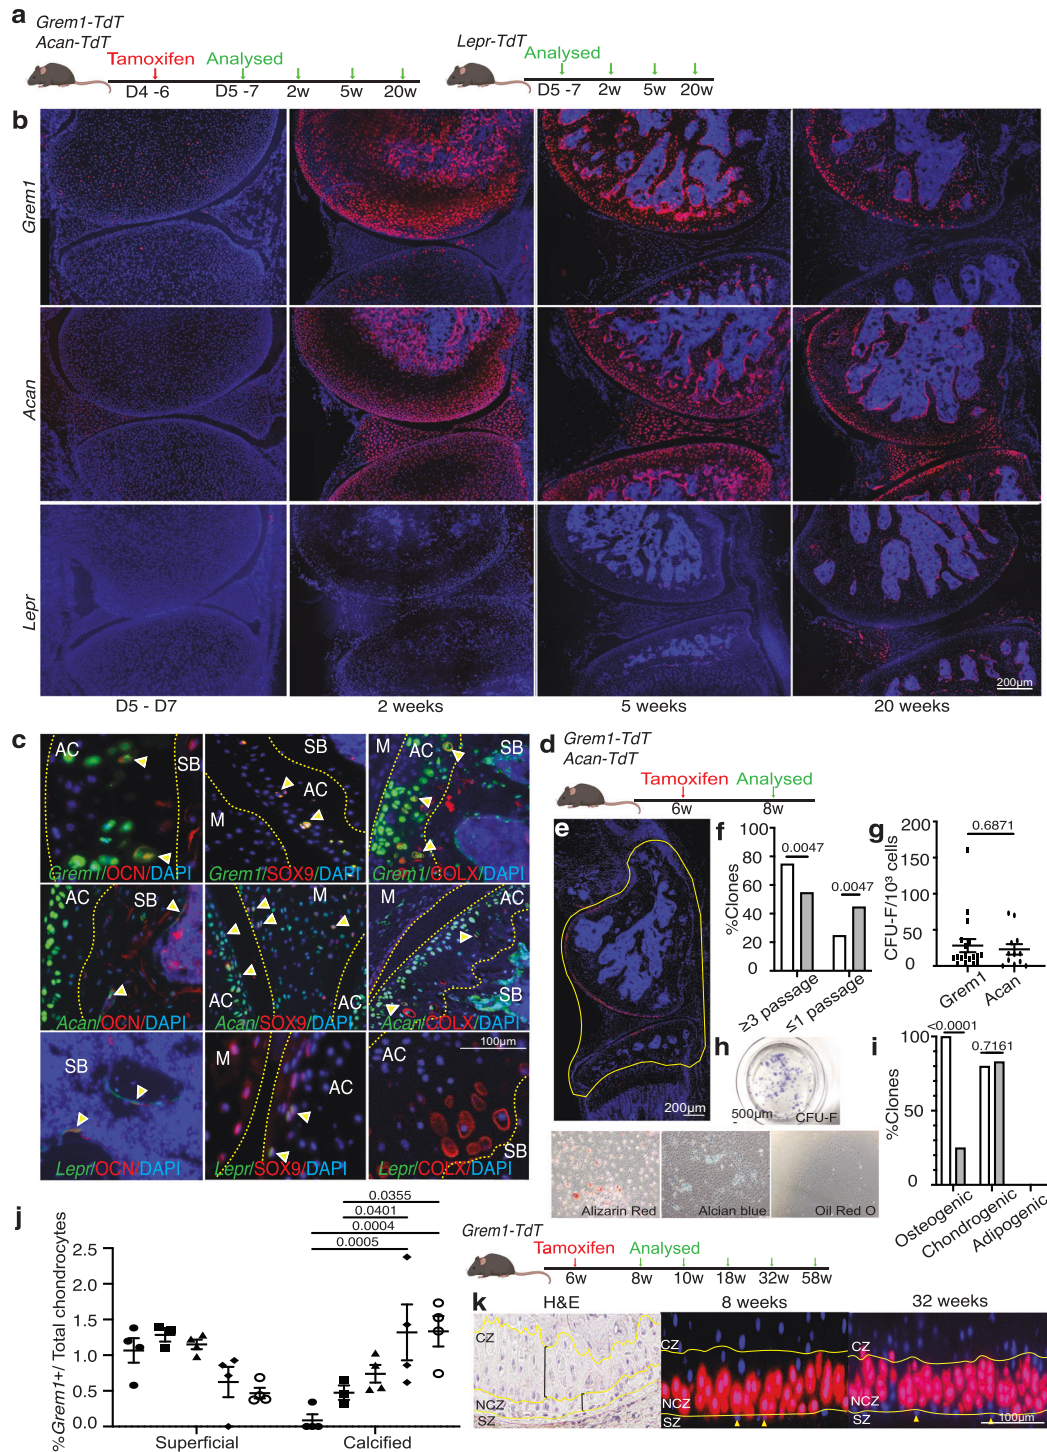 a
Grem1-TdT
Acan-TdT
Tamoxifen
Analysed
D4 -6
D5 -7
2w
5w
20w
Lepr-TdT
Analysed
D5 -7
2w
5w
20w
b
Grem1
Acan
Lepr
200µm
D5 - D7
2 weeks
5 weeks
20 weeks
c
AC
SB
Grem1/OCN/DAPI
SB
AC
M
Grem1/SOX9/DAPI
M
AC
SB
Grem1/COLX/DAPI
AC
SB
Acan/OCN/DAPI
M
AC
AC
Acan/SOX9/DAPI
AC
M
SB
Acan/COLX/DAPI
SB
Lepr/OCN/DAPI
M
AC
Lepr/SOX9/DAPI
100µm
AC
SB
Lepr/COLX/DAPI
d
Grem1-TdT
Acan-TdT
Tamoxifen
Analysed
6w
8w
e
200µm
f
%Clones
100
80
60
40
20
0
0.0047
0.0047
≥3 passage
≤1 passage
g
CFU-F/10³ cells
200
150
100
50
0
0.6871
Grem1
Acan
h
500µm
CFU-F
Alizarin Red
Alcian blue
Oil Red O
i
%Clones
100
50
0
<0.0001
0.7161
Osteogenic
Chondrogenic
Adipogenic
j
%Grem1+/ Total chondrocytes
2.5
2.0
1.5
1.0
0.5
0.0
0.0355
0.0401
0.0004
0.0005
Superficial
Calcified
Grem1-TdT
Tamoxifen
Analysed
6w
8w
10w
18w
32w
58w
k
H&E
8 weeks
32 weeks
CZ
NCZ
SZ
CZ
NCZ
SZ
CZ
NCZ
SZ
100µm